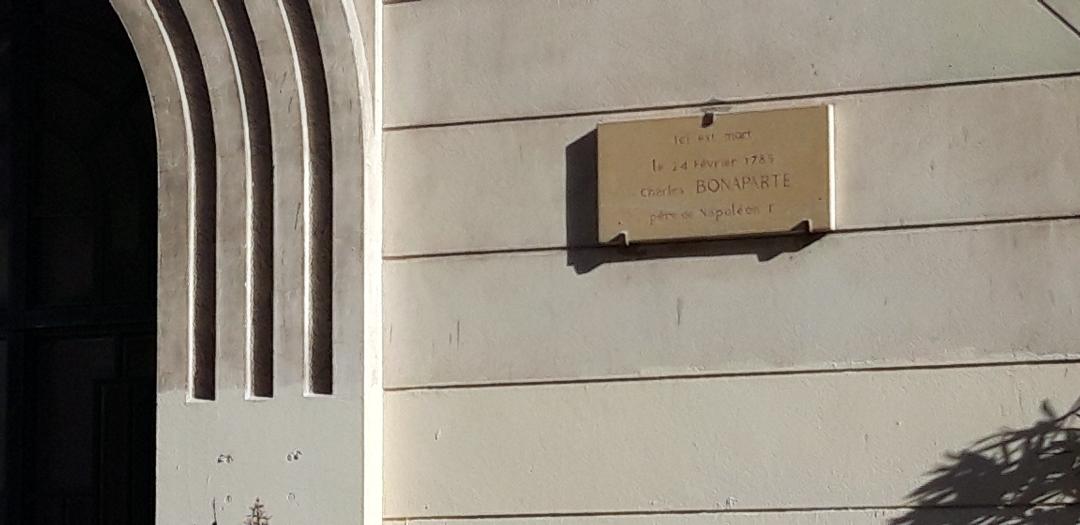 Ici est mort
le 24 Février 1785
Charles BONAPARTE
père de Napoléon I